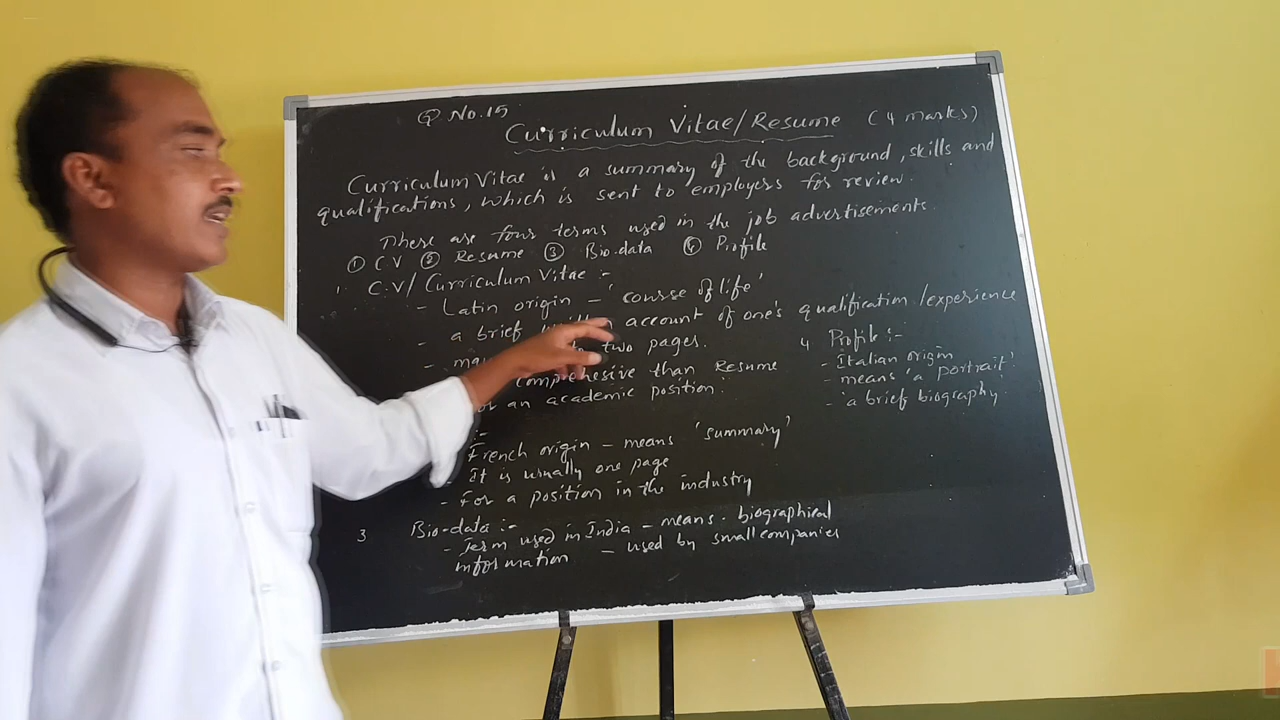 Q. No. 15
Curriculum Vitae/Resume (4 marks)
Curriculum Vitae is a summary of the background, skills and
qualifications, which is sent to employers for review.
There are four terms used in the job advertisements
① CV ② Resume ③ Bio.data ④ Profile
1. C.V/ Curriculum Vitae :-
- Latin origin - 'course of life'
- a brief account of one's qualification/experience
- two pages.
comprehesive than Resume
for an academic position.
:-
French origin - means 'summary'
It is usually one page
- For a position in the industry
3 Bio-data :-
- Term used in India - means - biographical
information - used by small companies
4 Profile :-
- Italian origin
- means 'a portrait'
- 'a brief biography.